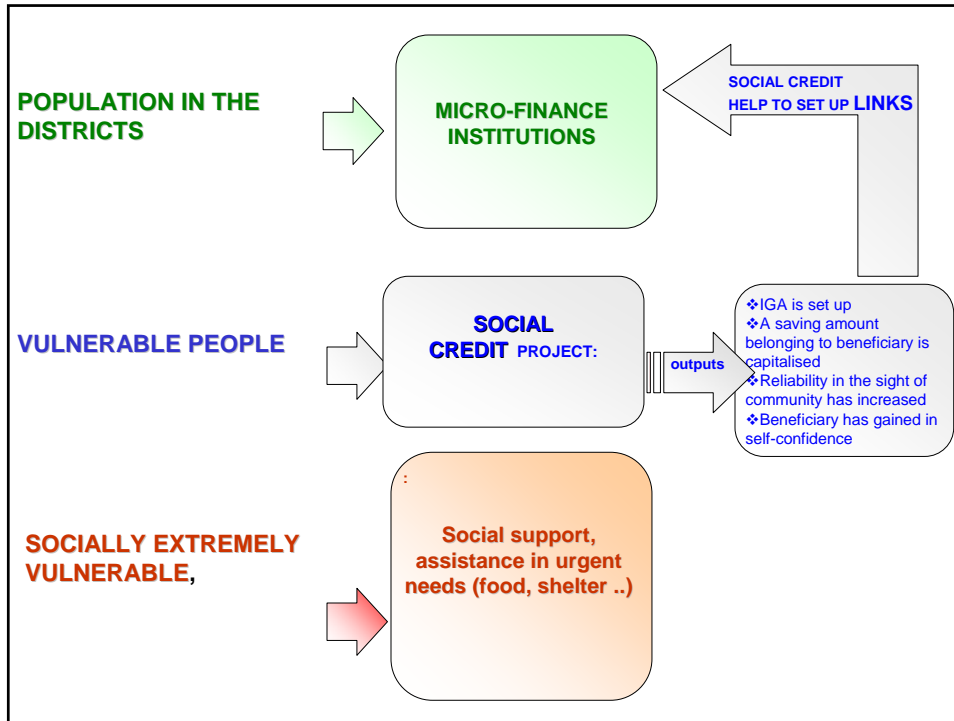 POPULATION IN THE
DISTRICTS
MICRO-FINANCE
INSTITUTIONS
SOCIAL CREDIT
HELP TO SET UP LINKS
VULNERABLE PEOPLE
SOCIAL
CREDIT PROJECT:
outputs
❖IGA is set up
❖A saving amount
belonging to beneficiary is
capitalised
❖Reliability in the sight of
community has increased
❖Beneficiary has gained in
self-confidence
SOCIALLY EXTREMELY
VULNERABLE,
:
Social support,
assistance in urgent
needs (food, shelter ..)